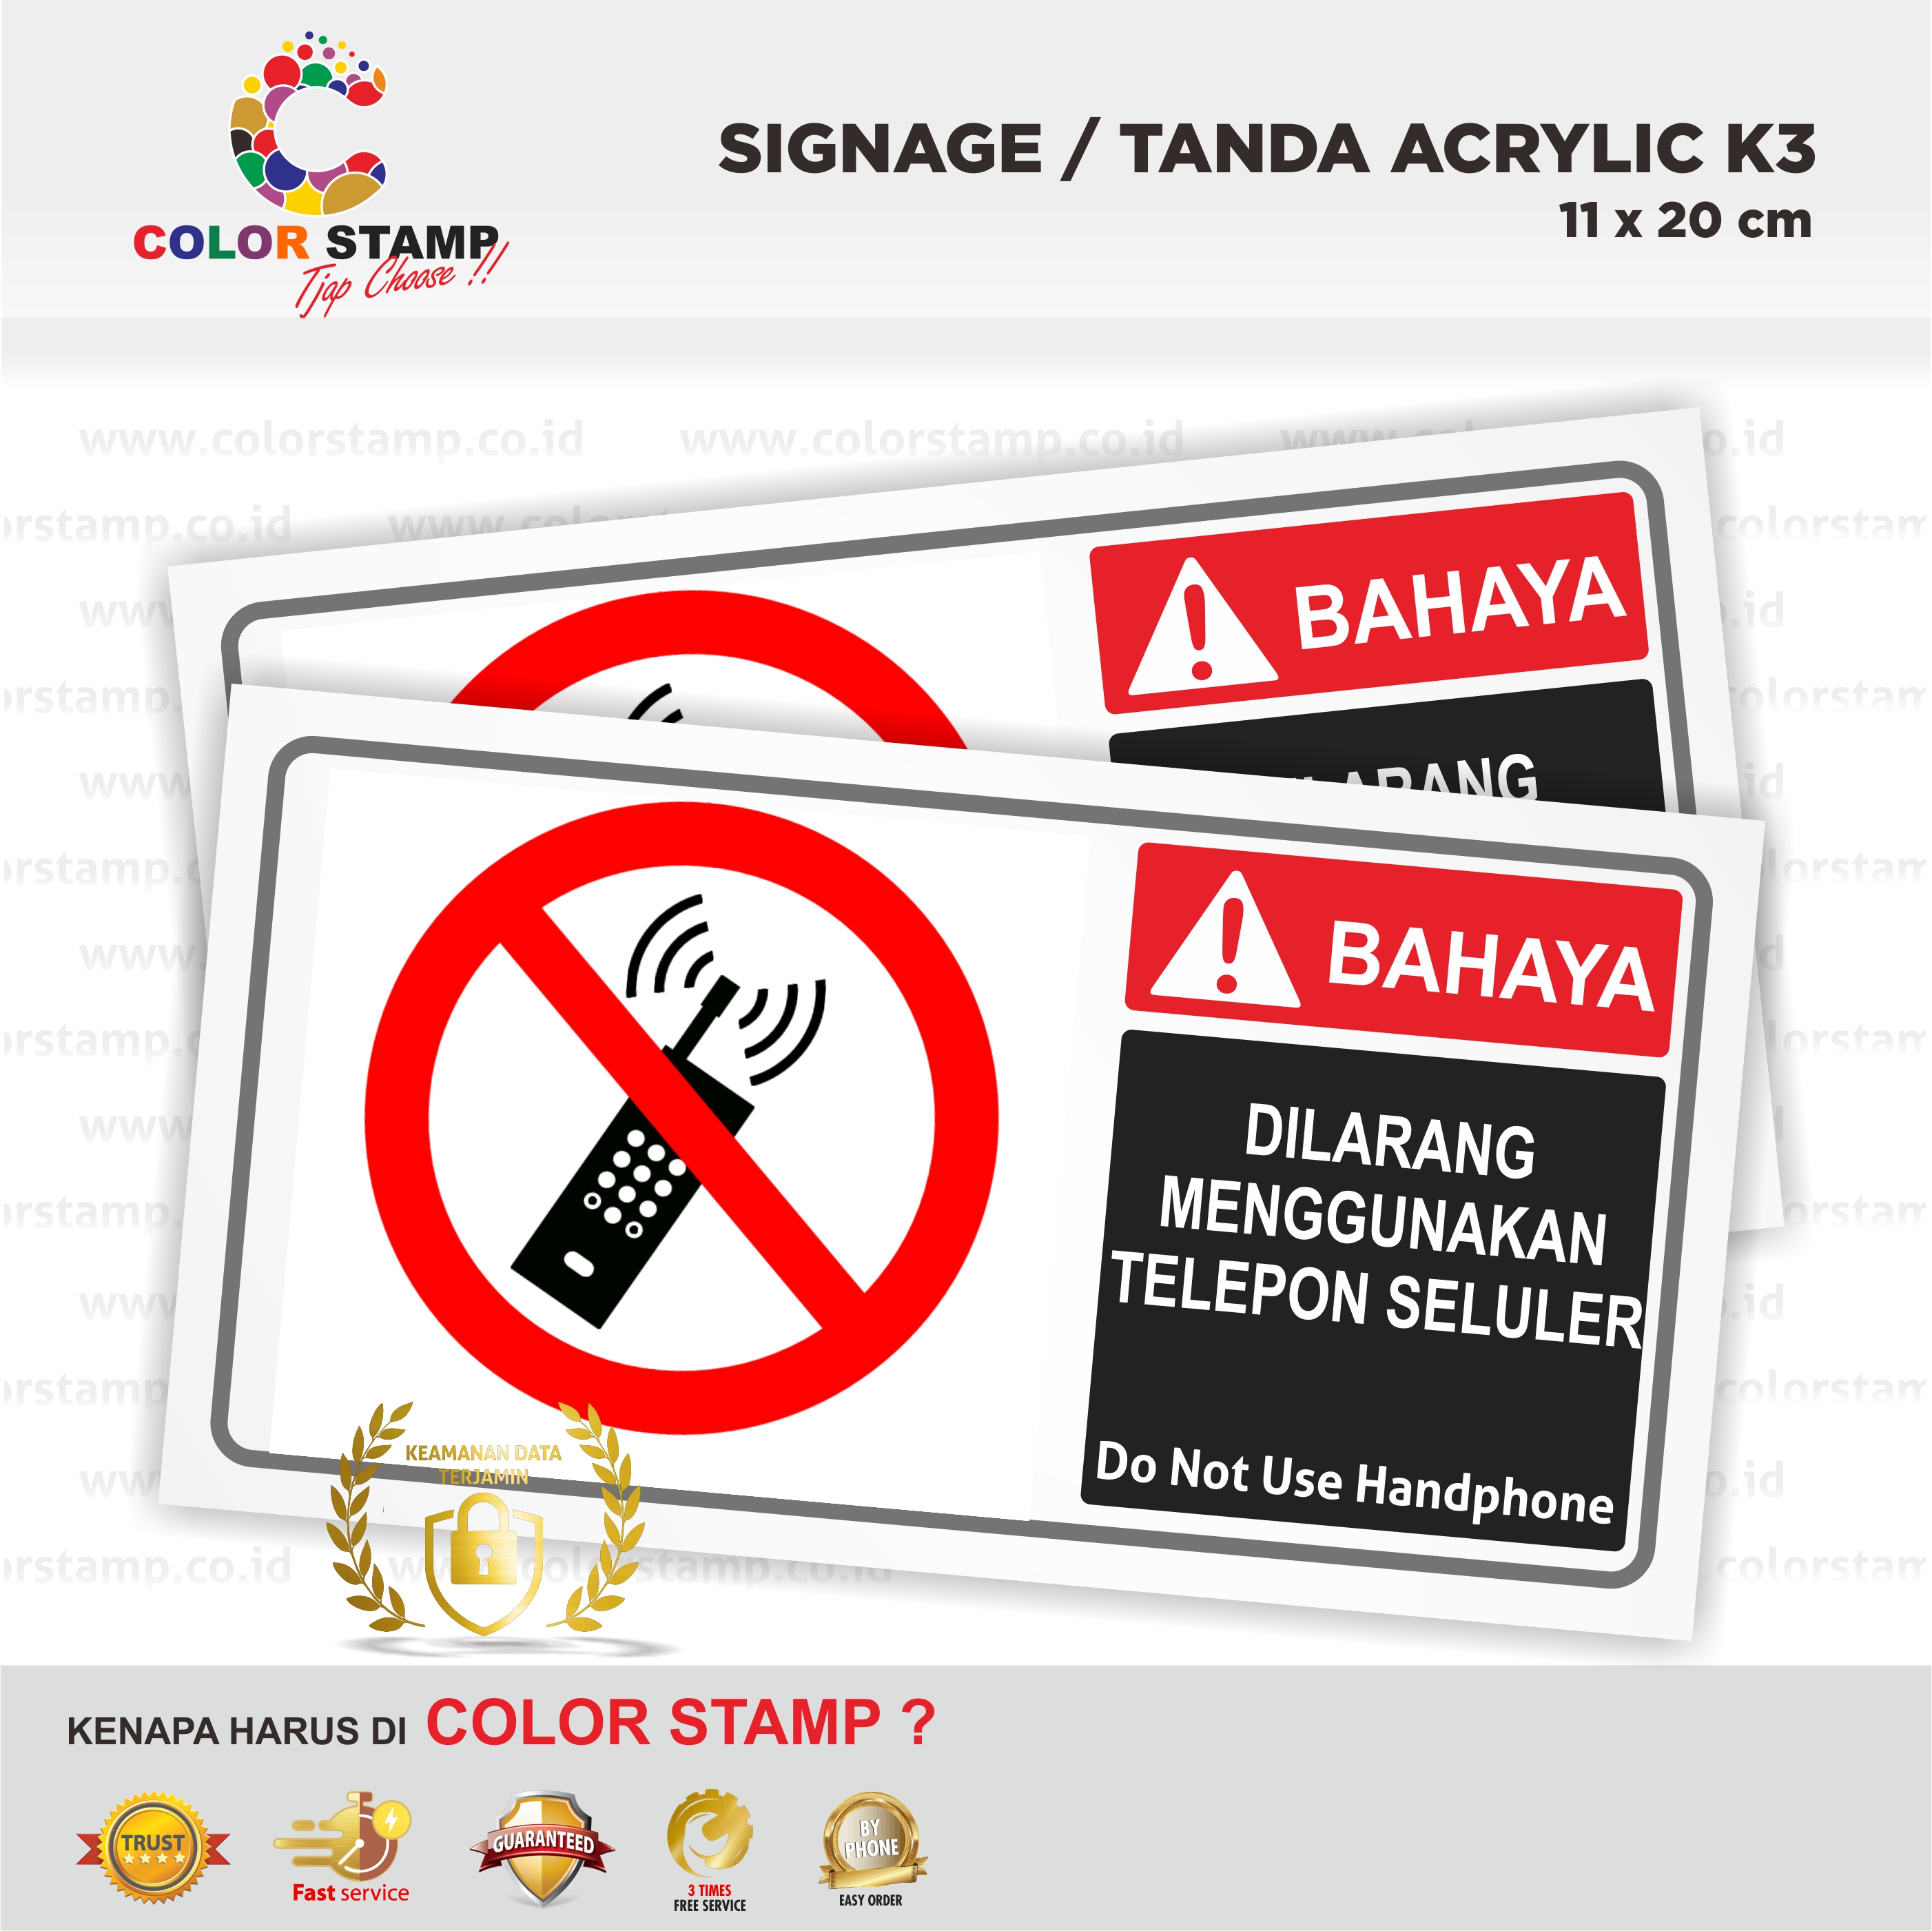 COLOR STAMP
Tjap Choose !!
SIGNAGE / TANDA ACRYLIC K3
11 x 20 cm
www.colorstamp.co.id www.colorstamp.co.id
BAHAYA
BAHAYA
DILARANG
MENGGUNAKAN
TELEPON SELULER
Do Not Use Handphone
KEAMANAN DATA
TERJAMIN
KENAPA HARUS DI COLOR STAMP ?
TRUST
Fast service
GUARANTEED
3 TIMES
FREE SERVICE
BY
PHONE
EASY ORDER